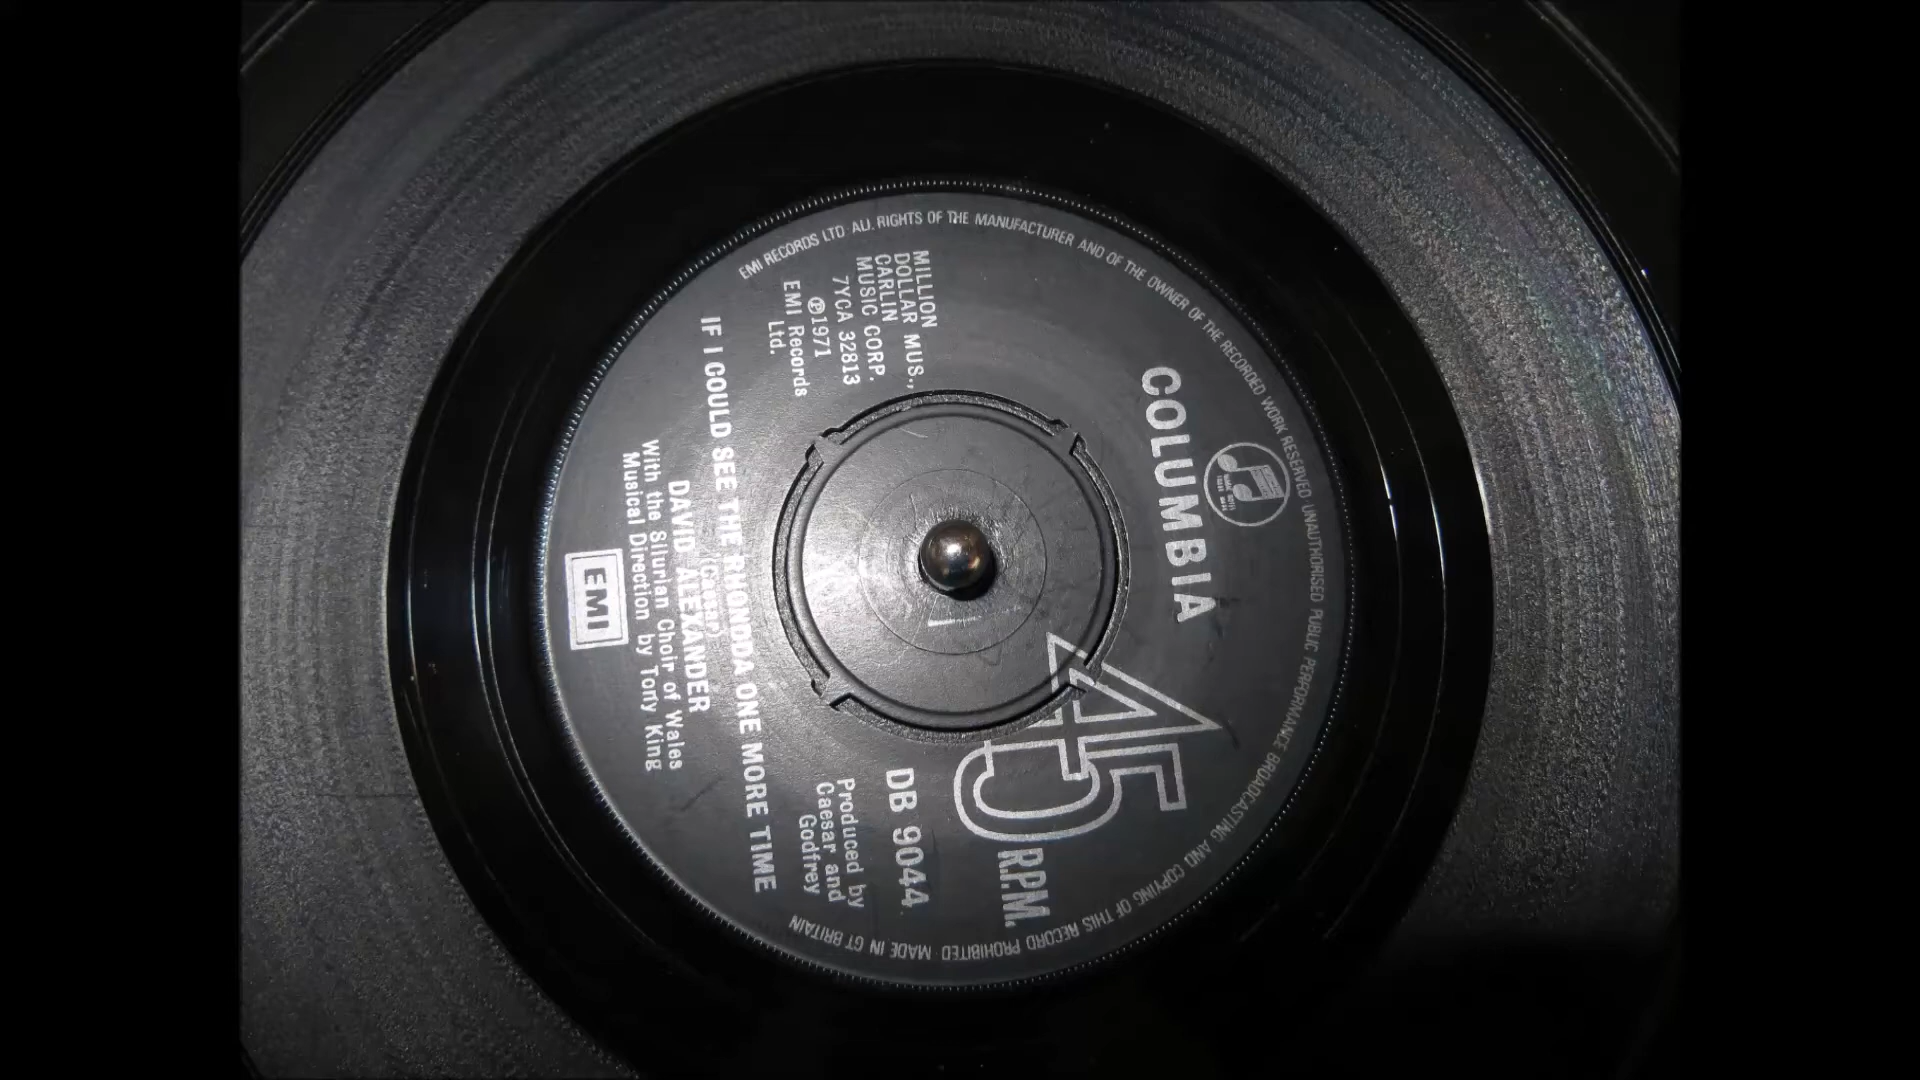 EMI RECORDS LTD· ALL RIGHTS OF THE MANUFACTURER AND OF THE OWNER OF THE RECORDED WORK RESERVED·UNAUTHORISED PUBLIC PERFORMANCE BROADCASTING AND COPYING OF THIS RECORD PROHIBITED·MADE IN GT BRITAIN
COLUMBIA
45
R.P.M.
MILLION
DOLLAR MUS.,
CARLIN
MUSIC CORP.
7YCA 32813
℗1971
EMI Records
Ltd.
DB 9044
Produced by
Caesar and
Godfrey
IF I COULD SEE THE RHONDDA ONE MORE TIME
(Caesar)
DAVID ALEXANDER
With the Silurian Choir of Wales
Musical Direction by Tony King
EMI